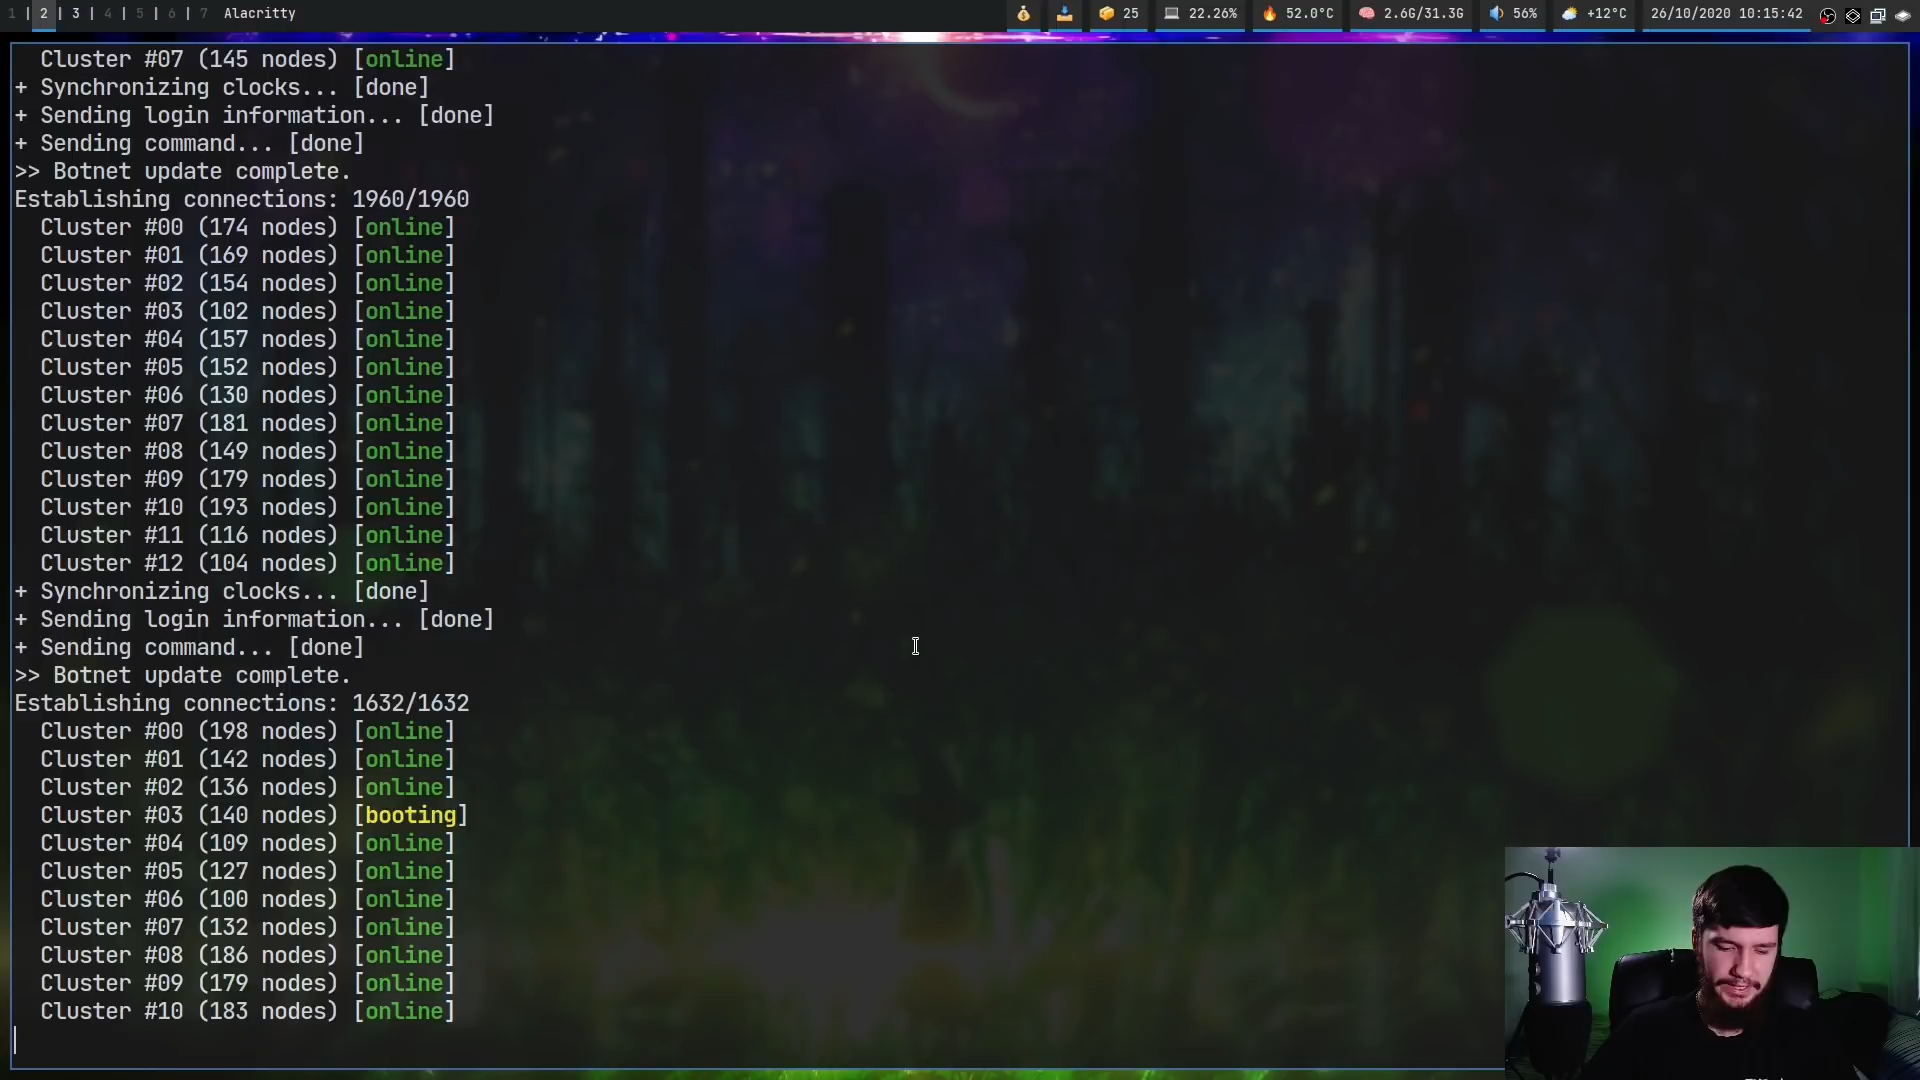 1 | 2 | 3 | 4 | 5 | 6 | 7 Alacritty
25 22.26% 52.0°C 2.6G/31.3G 56% +12°C 26/10/2020 10:15:42
Cluster #07 (145 nodes) [online]
+ Synchronizing clocks... [done]
+ Sending login information... [done]
+ Sending command... [done]
>> Botnet update complete.
Establishing connections: 1960/1960
Cluster #00 (174 nodes) [online]
Cluster #01 (169 nodes) [online]
Cluster #02 (154 nodes) [online]
Cluster #03 (102 nodes) [online]
Cluster #04 (157 nodes) [online]
Cluster #05 (152 nodes) [online]
Cluster #06 (130 nodes) [online]
Cluster #07 (181 nodes) [online]
Cluster #08 (149 nodes) [online]
Cluster #09 (179 nodes) [online]
Cluster #10 (193 nodes) [online]
Cluster #11 (116 nodes) [online]
Cluster #12 (104 nodes) [online]
+ Synchronizing clocks... [done]
+ Sending login information... [done]
+ Sending command... [done]
>> Botnet update complete.
Establishing connections: 1632/1632
Cluster #00 (198 nodes) [online]
Cluster #01 (142 nodes) [online]
Cluster #02 (136 nodes) [online]
Cluster #03 (140 nodes) [booting]
Cluster #04 (109 nodes) [online]
Cluster #05 (127 nodes) [online]
Cluster #06 (100 nodes) [online]
Cluster #07 (132 nodes) [online]
Cluster #08 (186 nodes) [online]
Cluster #09 (179 nodes) [online]
Cluster #10 (183 nodes) [online]